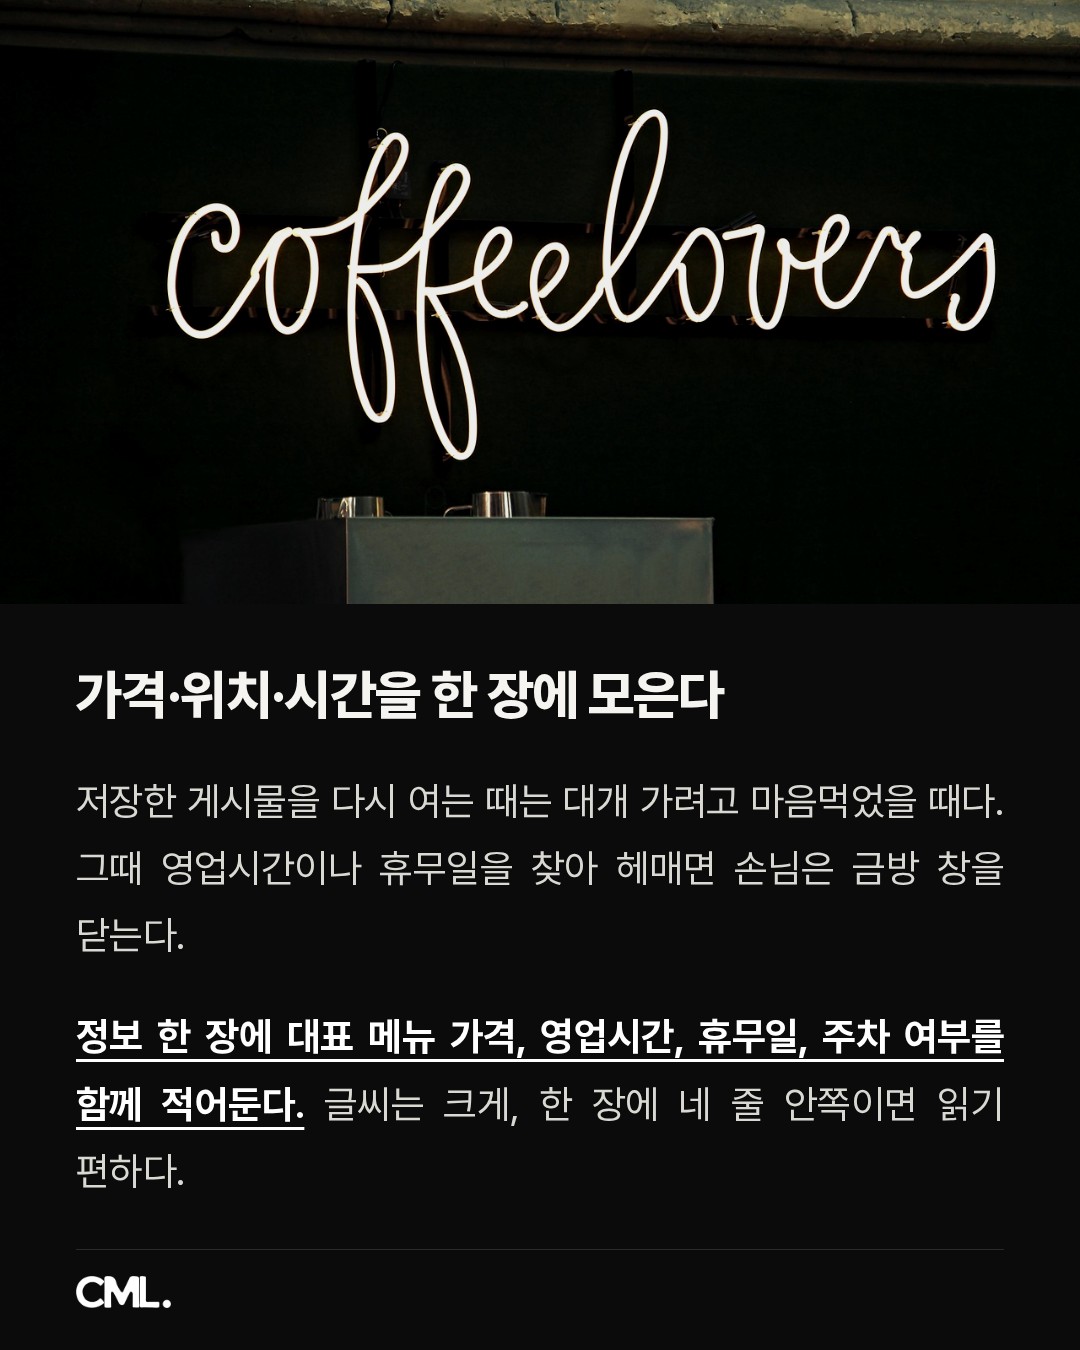 coffeelovers
가격·위치·시간을 한 장에 모은다
저장한 게시물을 다시 여는 때는 대개 가려고 마음먹었을 때다.
그때 영업시간이나 휴무일을 찾아 헤매면 손님은 금방 창을
닫는다.
정보 한 장에 대표 메뉴 가격, 영업시간, 휴무일, 주차 여부를
함께 적어둔다. 글씨는 크게, 한 장에 네 줄 안쪽이면 읽기
편하다.
CML.